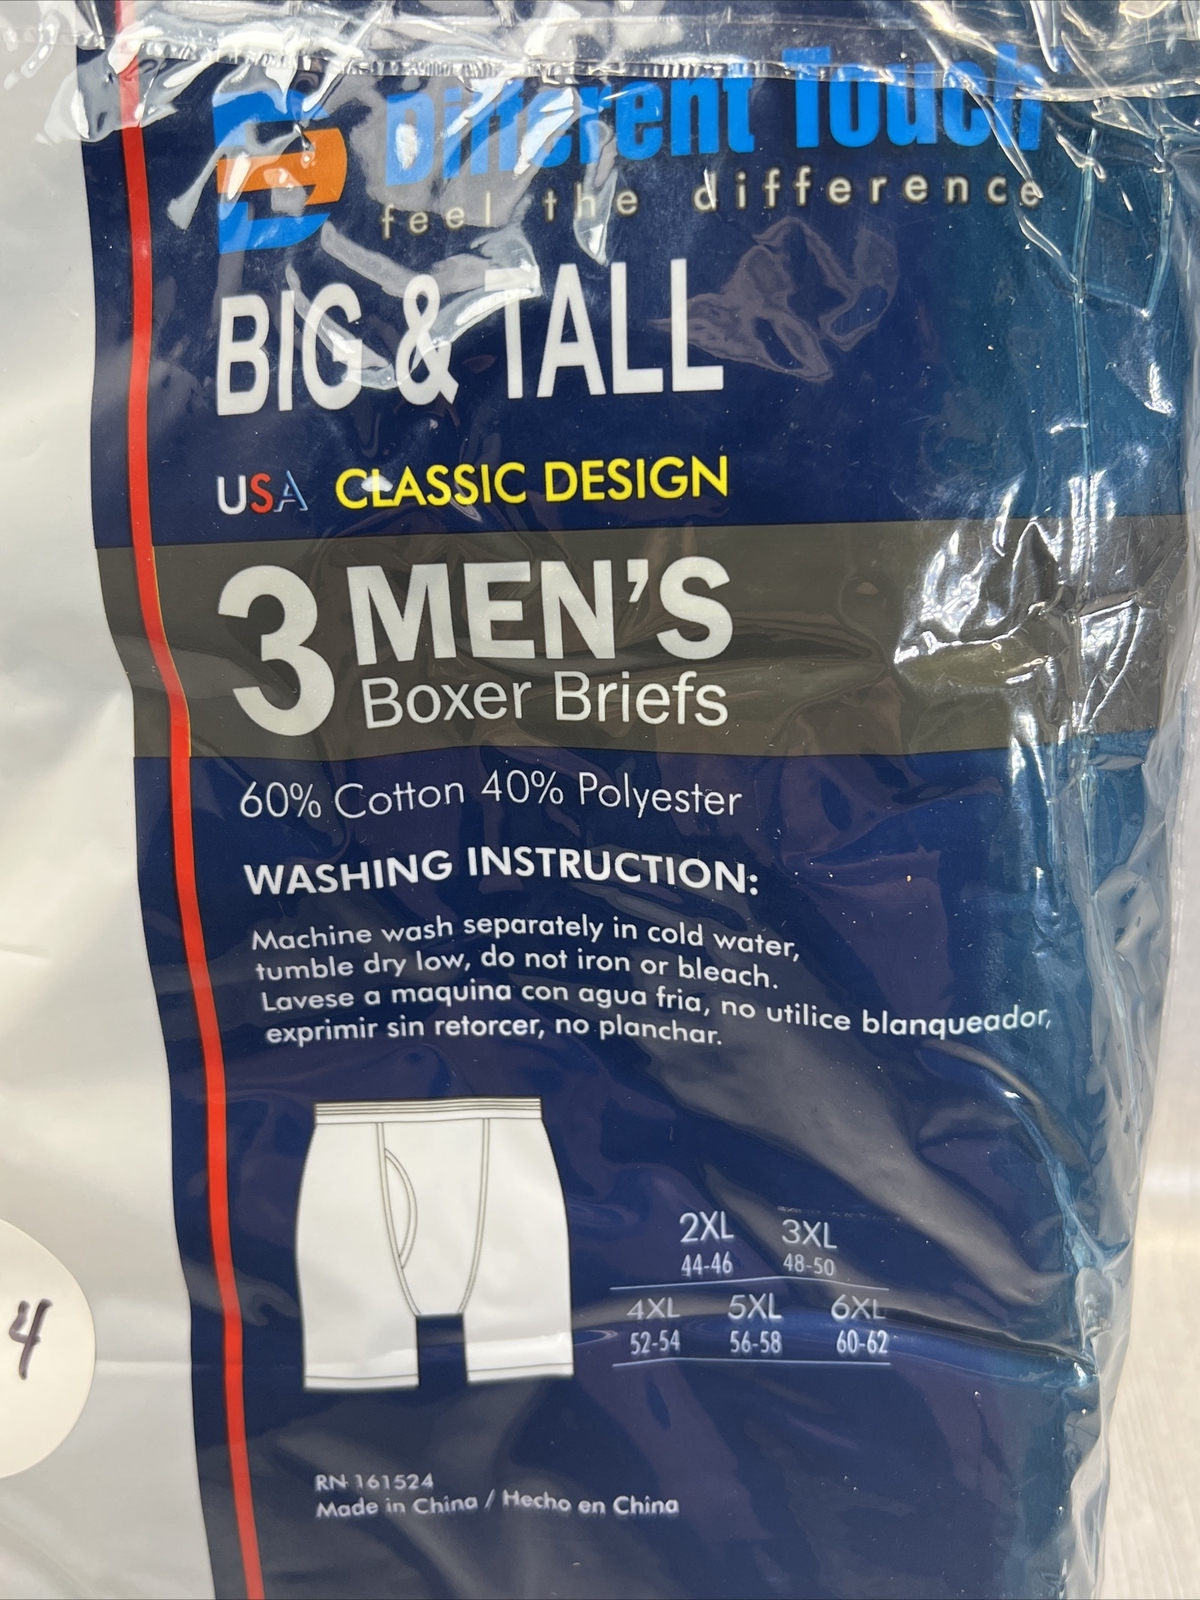 Different Touch
feel the difference
BIG & TALL
USA CLASSIC DESIGN
3 MEN'S
Boxer Briefs
60% Cotton 40% Polyester
WASHING INSTRUCTION:
Machine wash separately in cold water,
tumble dry low, do not iron or bleach.
Lavese a maquina con agua fria, no utilice blanqueador,
exprimir sin retorcer, no planchar.
2XL 3XL
44-46 48-50
4XL 5XL 6XL
52-54 56-58 60-62
4
RN 161524
Made in China / Hecho en China